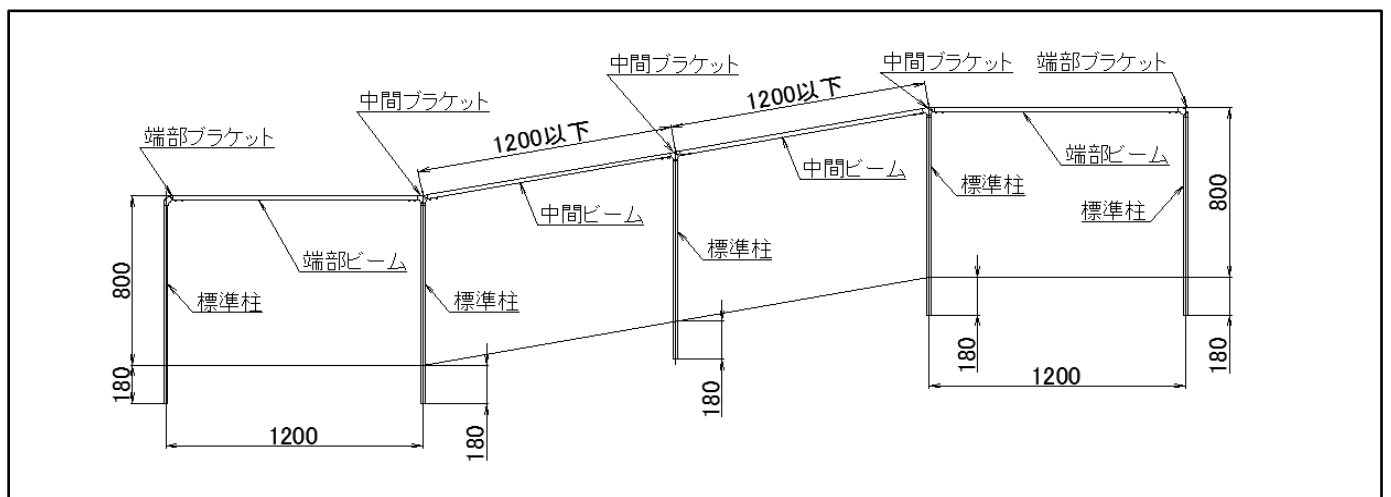 中間ブラケット
中間ブラケット
端部ブラケット
1200以下
中間ブラケット
1200以下
端部ブラケット
端部ビーム
中間ビーム
標準柱
標準柱
800
中間ビーム
標準柱
端部ビーム
800
標準柱
標準柱
180
180
180
180
180
1200
1200